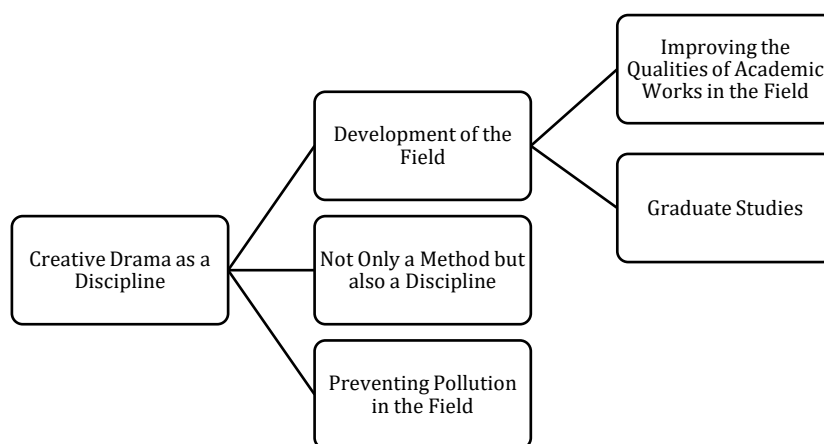 Creative Drama as a
Discipline
Development of the
Field
Not Only a Method but
also a Discipline
Preventing Pollution
in the Field
Improving the
Qualities of Academic
Works in the Field
Graduate Studies